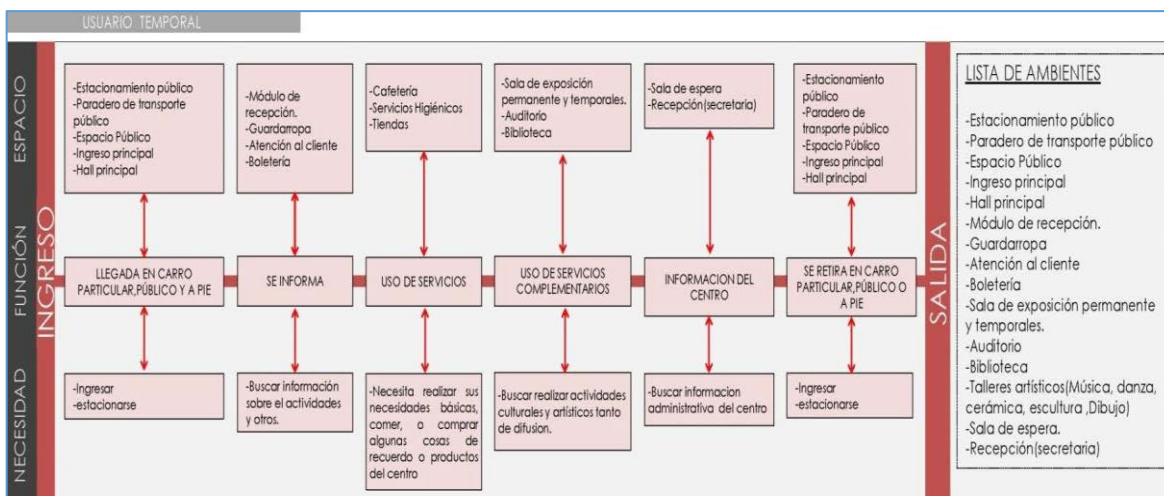 USUARIO TEMPORAL
ESPACIO
FUNCIÓN
NECESIDAD
INGRESO
-Estacionamiento público
-Paradero de transporte
público
-Espacio Público
-Ingreso principal
-Hall principal
-Módulo de
recepción.
-Guardarropa
-Atención al cliente
-Boletería
-Cafetería
-Servicios Higiénicos
-Tiendas
-Sala de exposición
permanente y temporales.
-Auditorio
-Biblioteca
-Sala de espera
-Recepción(secretaria)
-Estacionamiento
público
-Paradero de
transporte público
-Espacio Público
-Ingreso principal
-Hall principal
LLEGADA EN CARRO
PARTICULAR,PÚBLICO Y A PIE
SE INFORMA
USO DE SERVICIOS
USO DE SERVICIOS
COMPLEMENTARIOS
INFORMACION DEL
CENTRO
SE RETIRA EN CARRO
PARTICULAR,PÚBLICO O
A PIE
-Ingresar
-estacionarse
-Buscar información
sobre el actividades y
otros.
-Necesita realizar sus
necesidades básicas,
comer, o comprar
algunas cosas de
recuerdo o productos
del centro
-Buscar realizar actividades
culturales y artísticos tanto
de difusion.
-Buscar informacion
administrativa del centro
-Ingresar
-estacionarse
SALIDA
LISTA DE AMBIENTES
-Estacionamiento público
-Paradero de transporte público
-Espacio Público
-Ingreso principal
-Hall principal
-Módulo de recepción.
-Guardarropa
-Atención al cliente
-Boletería
-Sala de exposición permanente
y temporales.
-Auditorio
-Biblioteca
-Talleres artísticos(Música, danza,
cerámica, escultura ,Dibujo)
-Sala de espera.
-Recepción(secretaria)